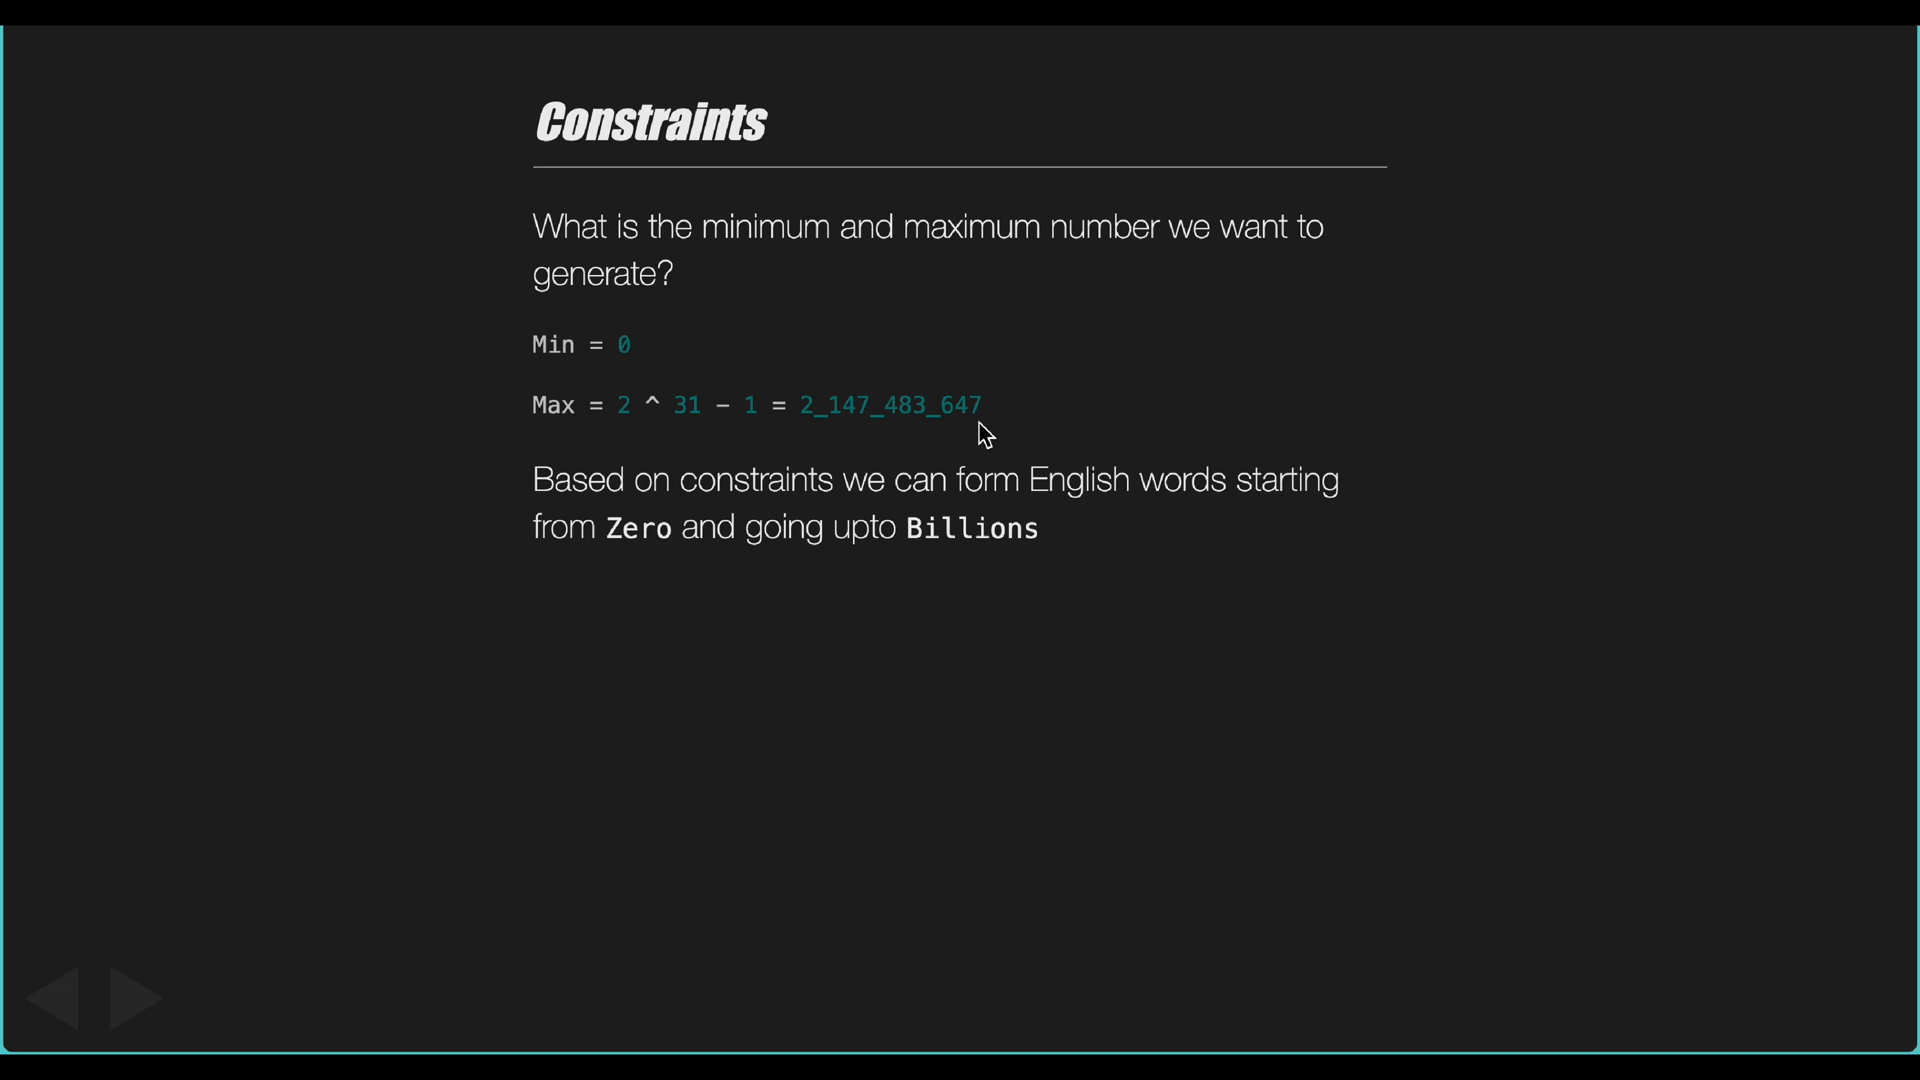 Constraints
What is the minimum and maximum number we want to
generate?
Min = 0
Max = 2 ^ 31 - 1 = 2_147_483_647
Based on constraints we can form English words starting
from Zero and going upto Billions